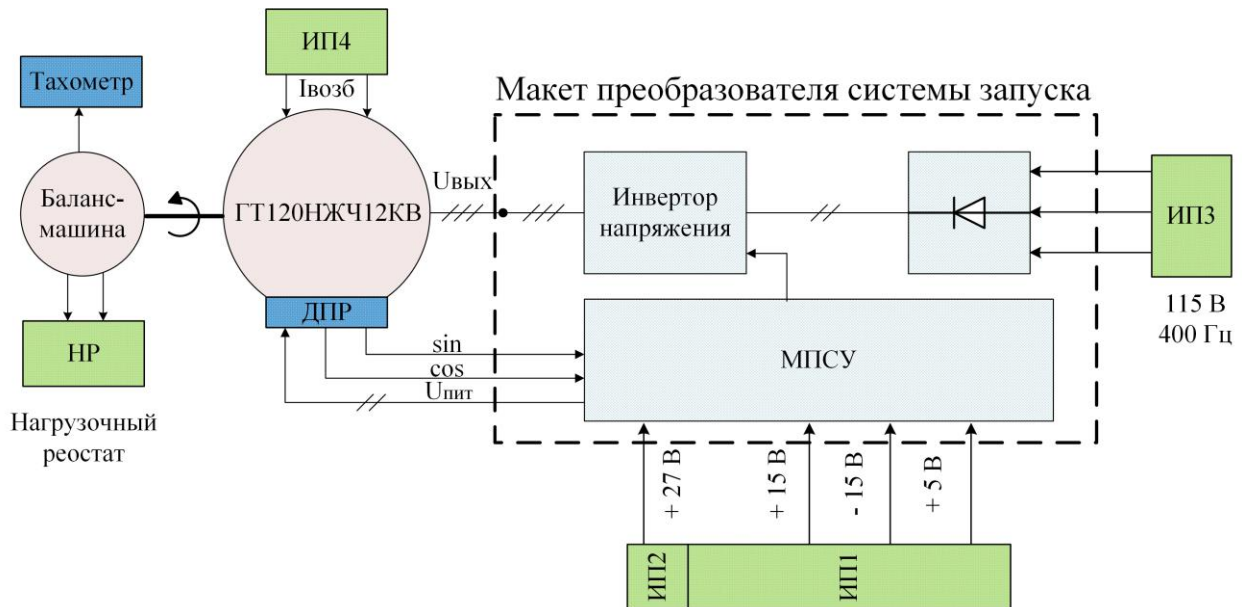 ИП4
Тахометр
Iвозб
Макет преобразователя системы запуска
Баланс-
машина
ГТ120НЖЧ12КВ
Uвых
Инвертор
напряжения
ИП3
115 В
400 Гц
ДПР
НР
sin
cos
Uпит
МПСУ
Нагрузочный
реостат
+ 27 В
+ 15 В
- 15 В
+ 5 В
ИП2
ИП1